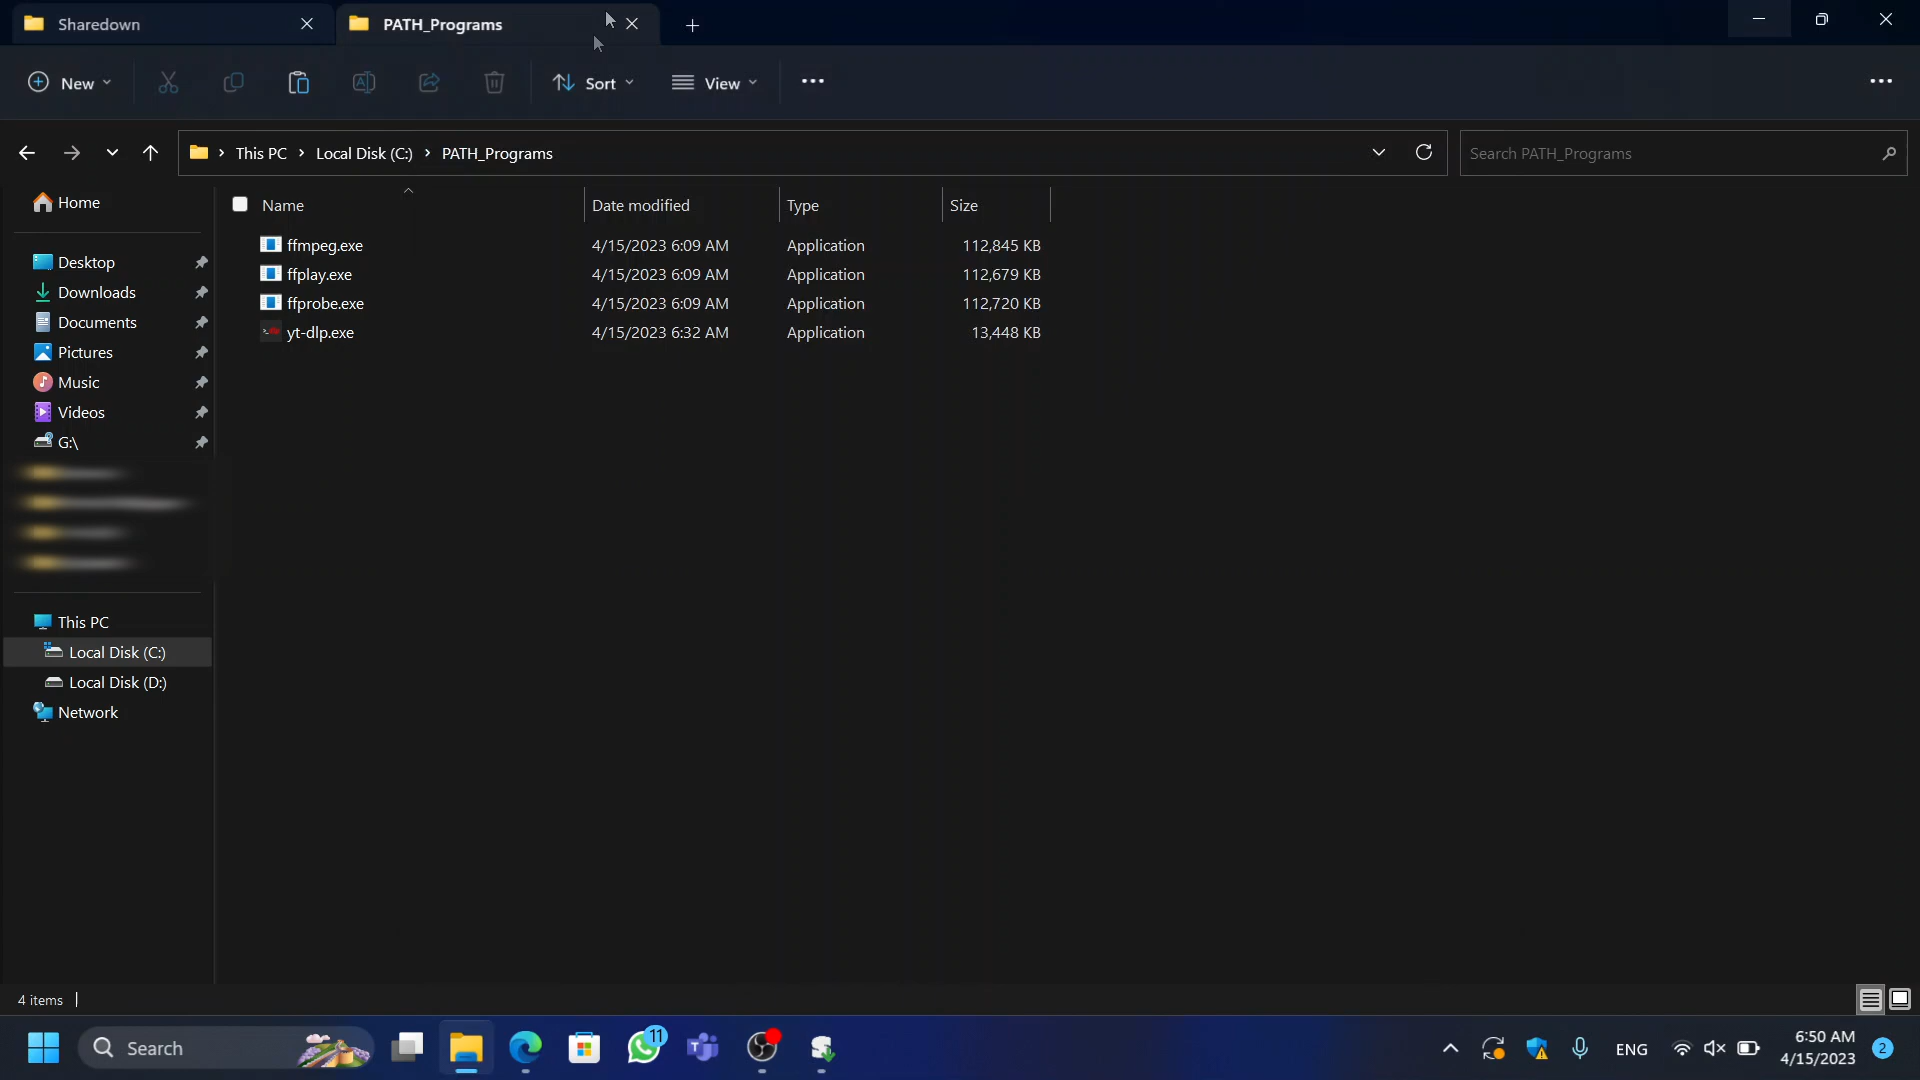 Sharedown
PATH_Programs
New
Sort
View
This PC
Local Disk (C:)
PATH_Programs
Search PATH_Programs
Home
Name
Date modified
Type
Size
ffmpeg.exe
4/15/2023 6:09 AM
Application
112,845 KB
ffplay.exe
4/15/2023 6:09 AM
Application
112,679 KB
ffprobe.exe
4/15/2023 6:09 AM
Application
112,720 KB
yt-dlp.exe
4/15/2023 6:32 AM
Application
13,448 KB
Desktop
Downloads
Documents
Pictures
Music
Videos
G:\
This PC
Local Disk (C:)
Local Disk (D:)
Network
4 items
Search
11
ENG
6:50 AM
4/15/2023
2